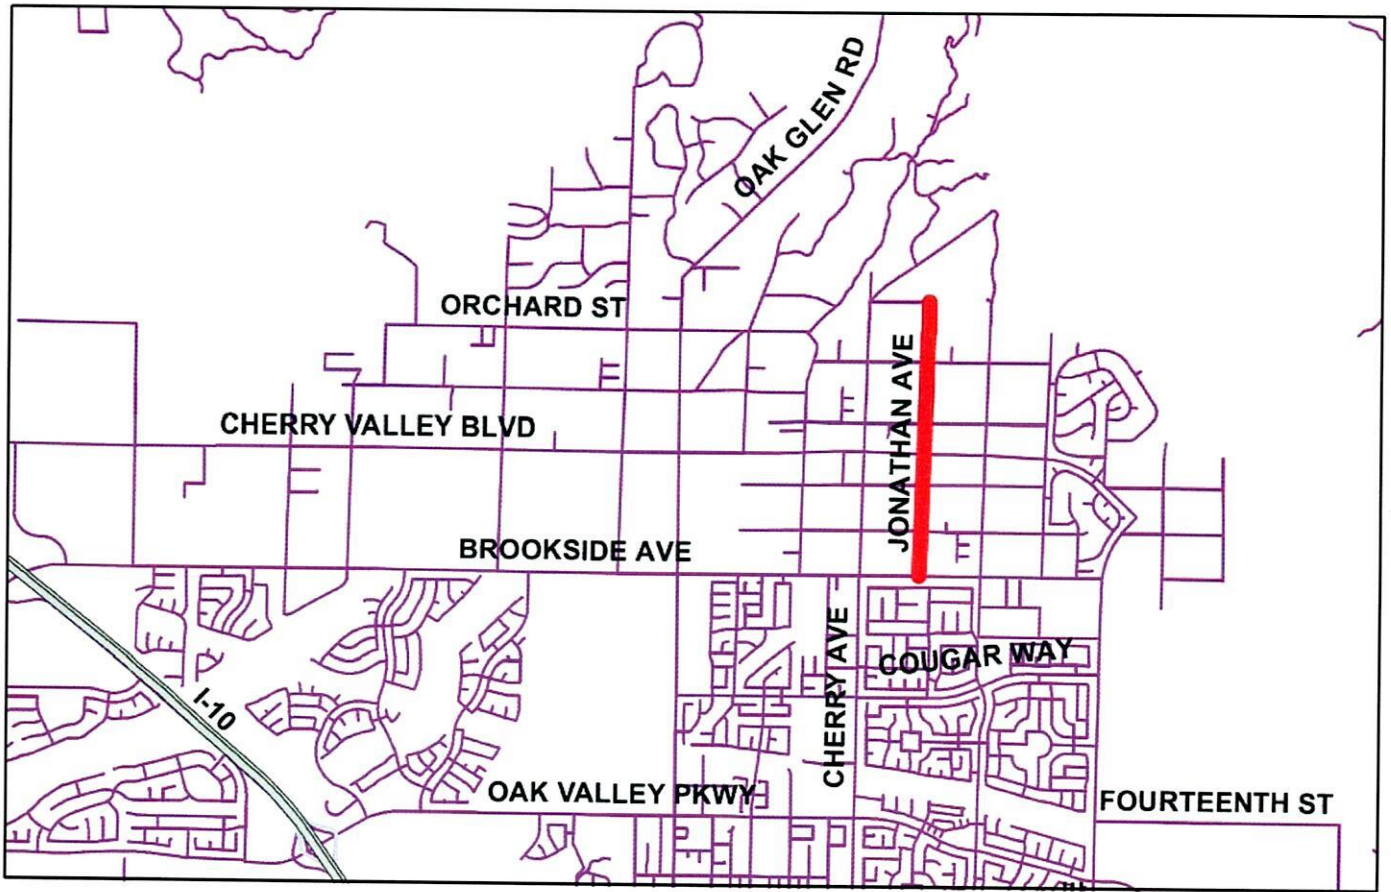 OAK GLEN RD
ORCHARD ST
JONATHAN AVE
CHERRY VALLEY BLVD
BROOKSIDE AVE
CHERRY AVE
COUGAR WAY
I-10
OAK VALLEY PKWY
FOURTEENTH ST